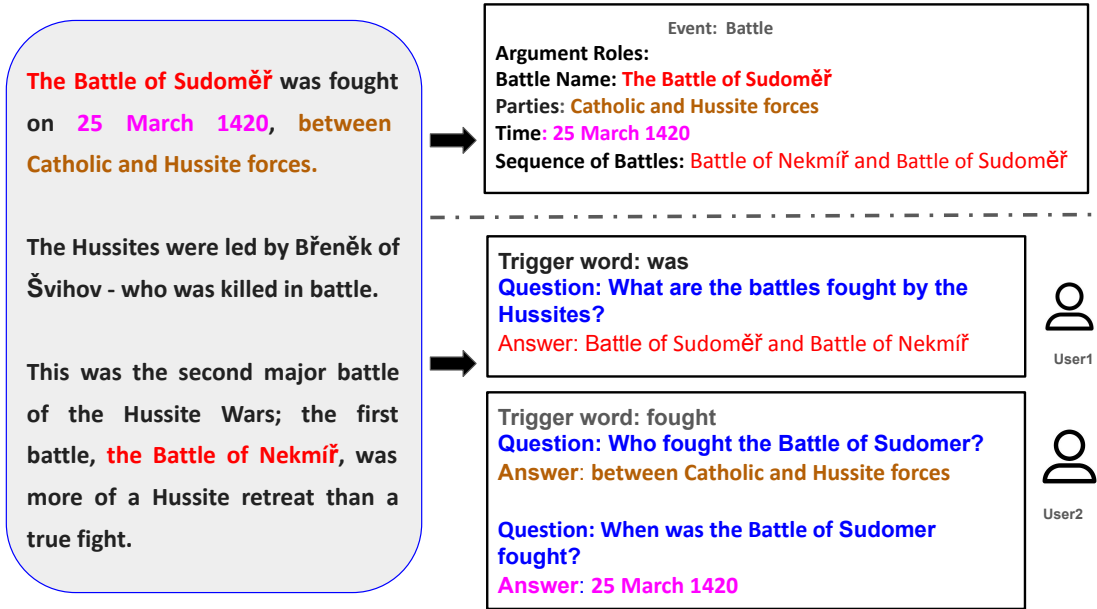 The Battle of Sudoměř was fought
on 25 March 1420, between
Catholic and Hussite forces.
The Hussites were led by Břeněk of
Švihov - who was killed in battle.
This was the second major battle
of the Hussite Wars; the first
battle, the Battle of Nekmíř, was
more of a Hussite retreat than a
true fight.
Event: Battle
Argument Roles:
Battle Name: The Battle of Sudoměř
Parties: Catholic and Hussite forces
Time: 25 March 1420
Sequence of Battles: Battle of Nekmíř and Battle of Sudoměř
Trigger word: was
Question: What are the battles fought by the
Hussites?
Answer: Battle of Sudoměř and Battle of Nekmíř
User1
Trigger word: fought
Question: Who fought the Battle of Sudomer?
Answer: between Catholic and Hussite forces
Question: When was the Battle of Sudomer
fought?
Answer: 25 March 1420
User2